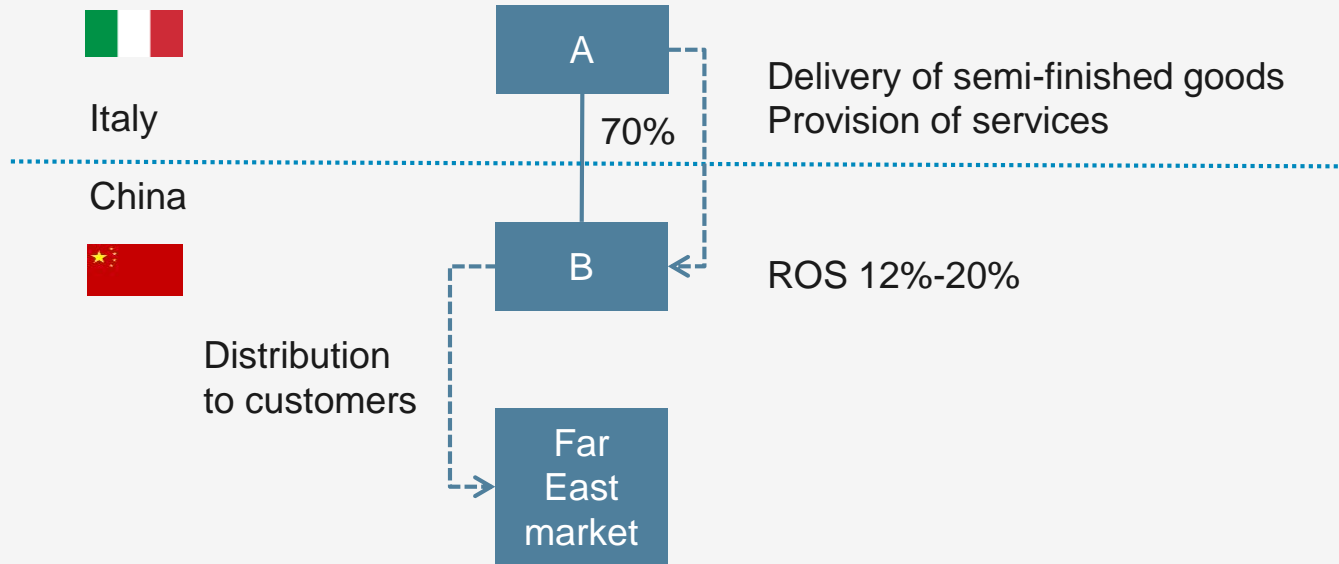 A
Italy
70%
Delivery of semi-finished goods
Provision of services
China
B
ROS 12%-20%
Distribution
to customers
Far
East
market